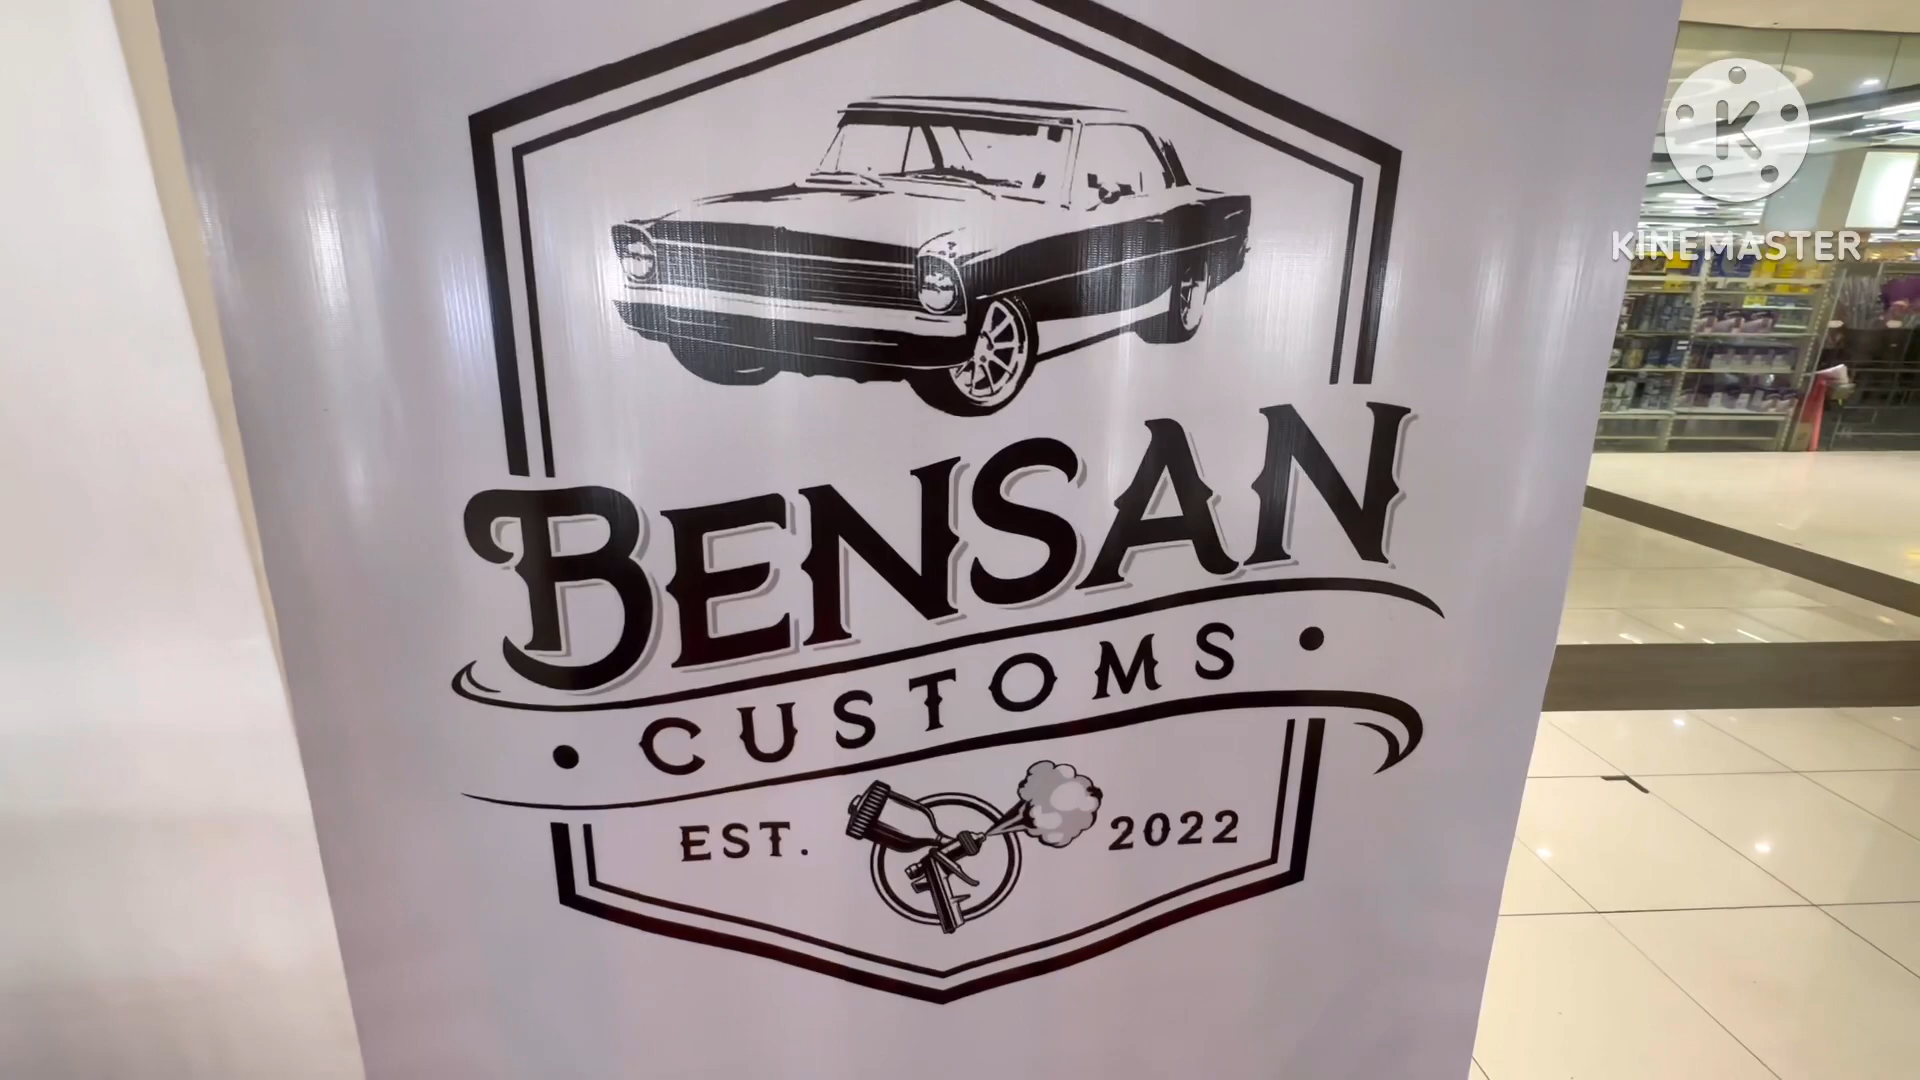 K
KINEMASTER
BENSAN
• CUSTOMS •
EST. 2022